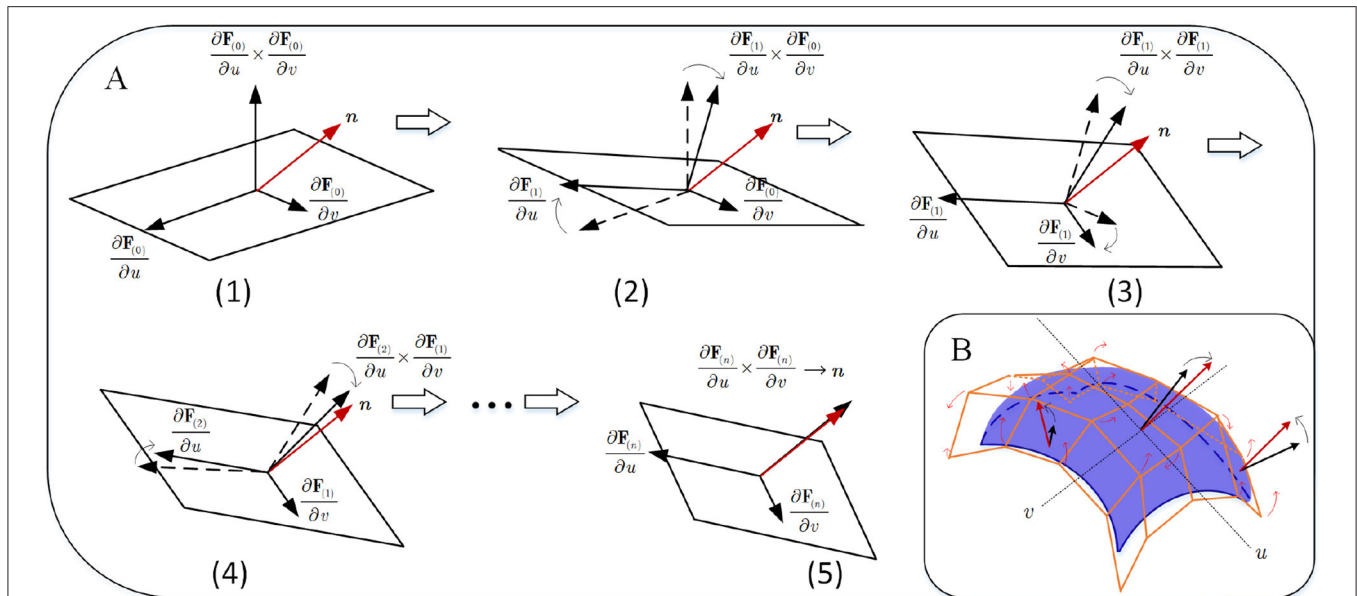 A
∂F₍₀₎/∂u × ∂F₍₀₎/∂v
n
∂F₍₀₎/∂v
∂F₍₀₎/∂u
(1)
∂F₍₁₎/∂u × ∂F₍₀₎/∂v
n
∂F₍₁₎/∂u
∂F₍₀₎/∂v
(2)
∂F₍₁₎/∂u × ∂F₍₁₎/∂v
n
∂F₍₁₎/∂u
∂F₍₁₎/∂v
(3)
∂F₍₂₎/∂u × ∂F₍₁₎/∂v
n
∂F₍₂₎/∂u
∂F₍₁₎/∂v
(4)
•••
∂F₍ₙ₎/∂u × ∂F₍ₙ₎/∂v → n
∂F₍ₙ₎/∂u
∂F₍ₙ₎/∂v
(5)
B
v
u